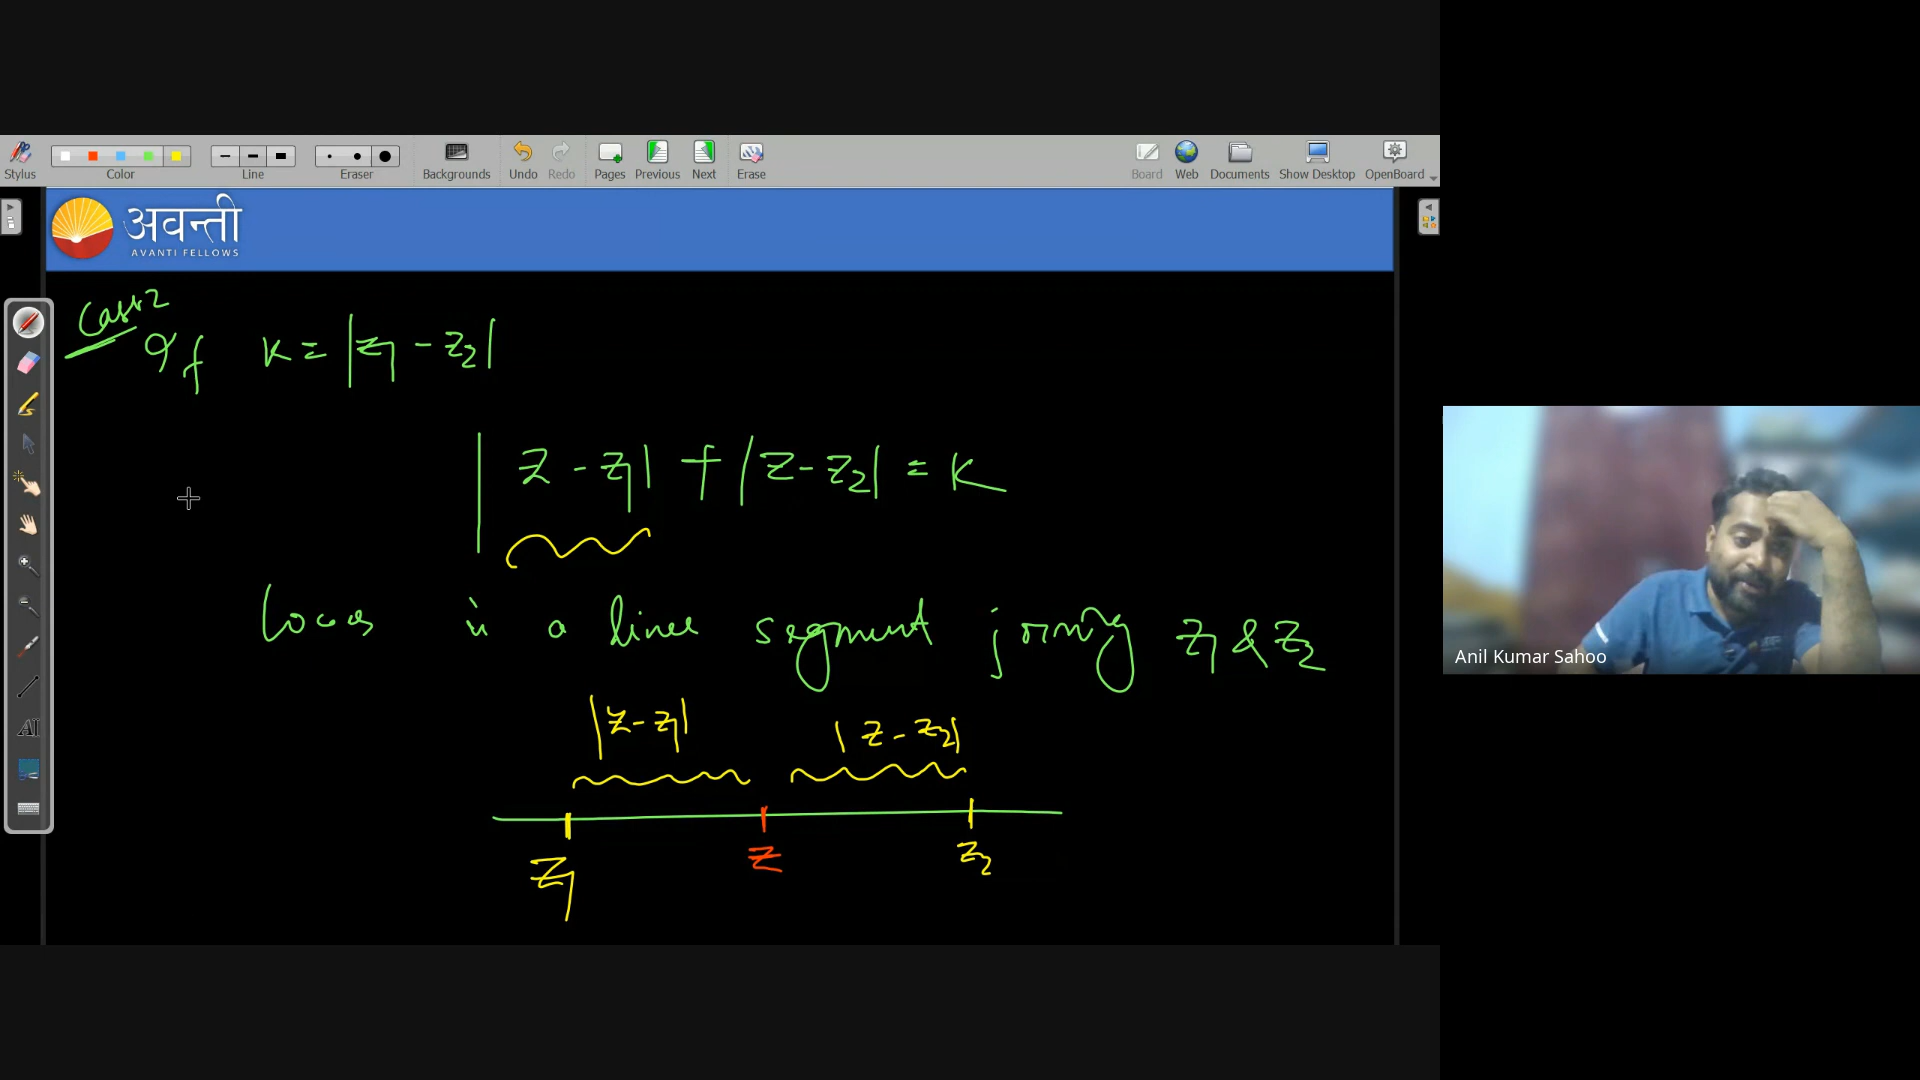 Stylus Color Line Eraser Backgrounds Undo Redo Pages Previous Next Erase Board Web Documents Show Desktop OpenBoard
अवन्ती
AVANTI FELLOWS
Case 2
If K = |z1 - z2|
|z - z1| + |z - z2| = K
Locus is a line segment joining z1 & z2
|z - z1| |z - z2|
z1 z z2
Anil Kumar Sahoo